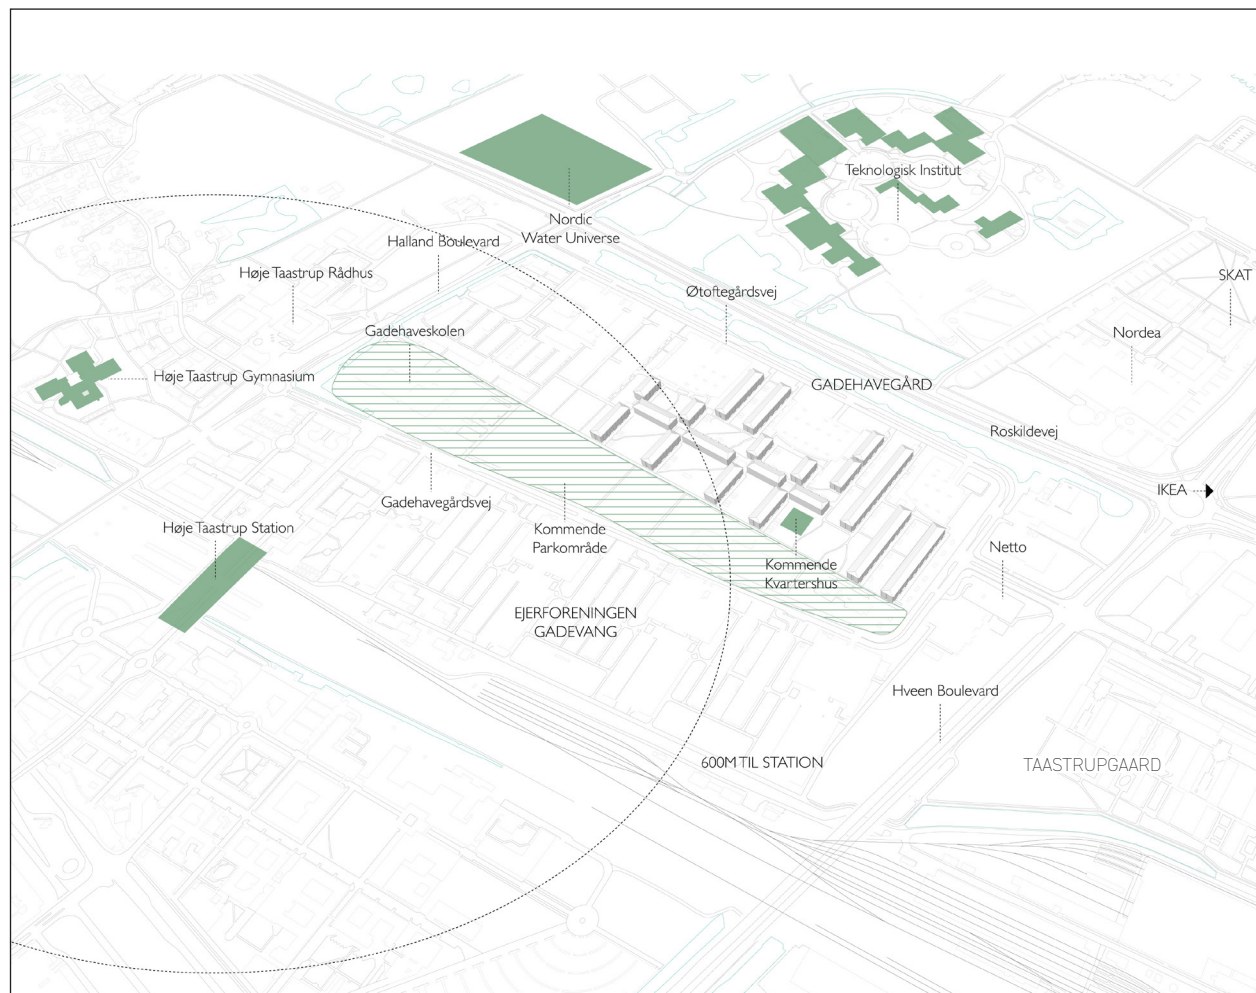 Teknologisk Institut
Nordic
Water Universe
Halland Boulevard
Høje Taastrup Rådhus
SKAT
Øtoftegårdsvej
Gadehaveskolen
Nordea
Høje Taastrup Gymnasium
GADEHAVEGÅRD
Roskildevej
IKEA
Gadehavegårdsvej
Høje Taastrup Station
Kommende
Parkområde
Netto
Kommende
Kvartershus
EJERFORENINGEN
GADEVANG
Hveen Boulevard
600M TIL STATION
TAASTRUPGAARD